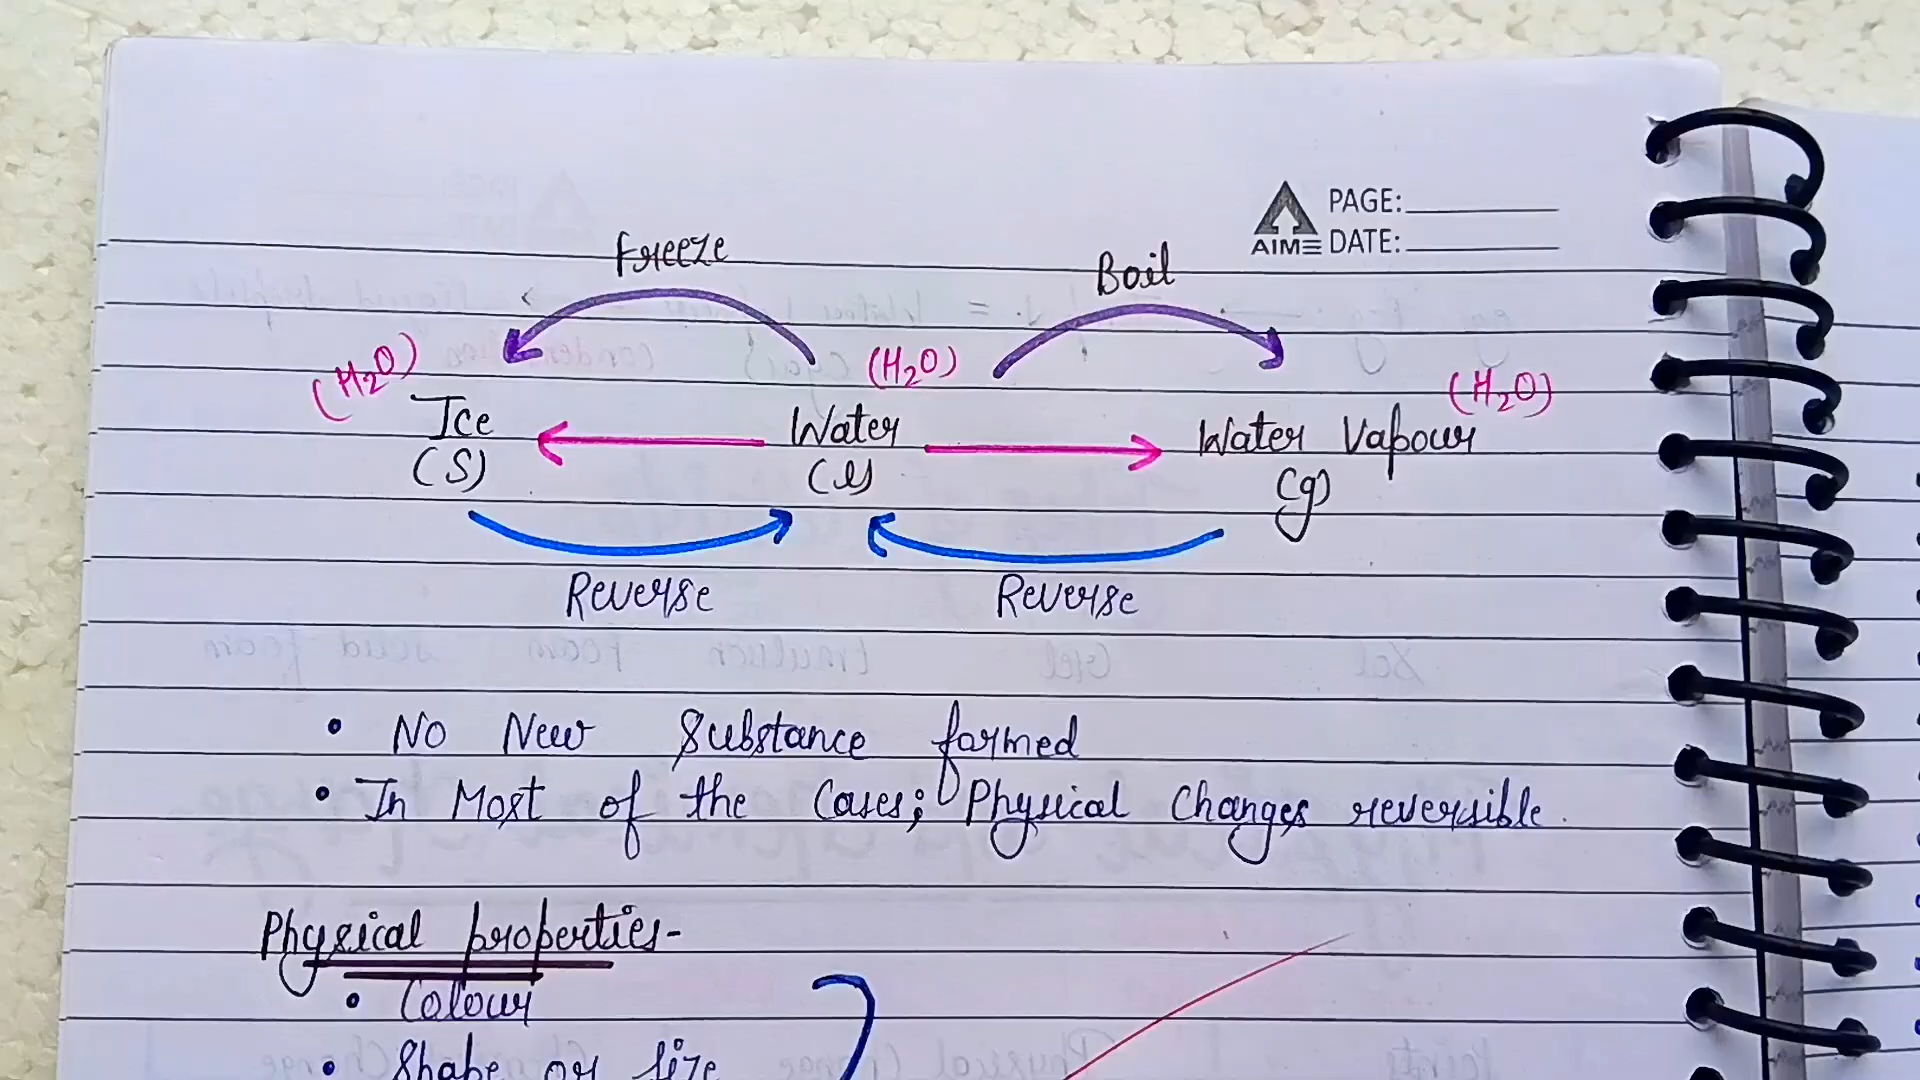 PAGE:
AIM DATE:
Freeze
Boil
(H₂O) (H₂O) (H₂O)
Ice Water Water Vapour
(S) (l) (g)
Reverse Reverse
• No New Substance formed
• In Most of the Cases; Physical Changes reversible.
Physical properties-
• Colour
• Shape or size